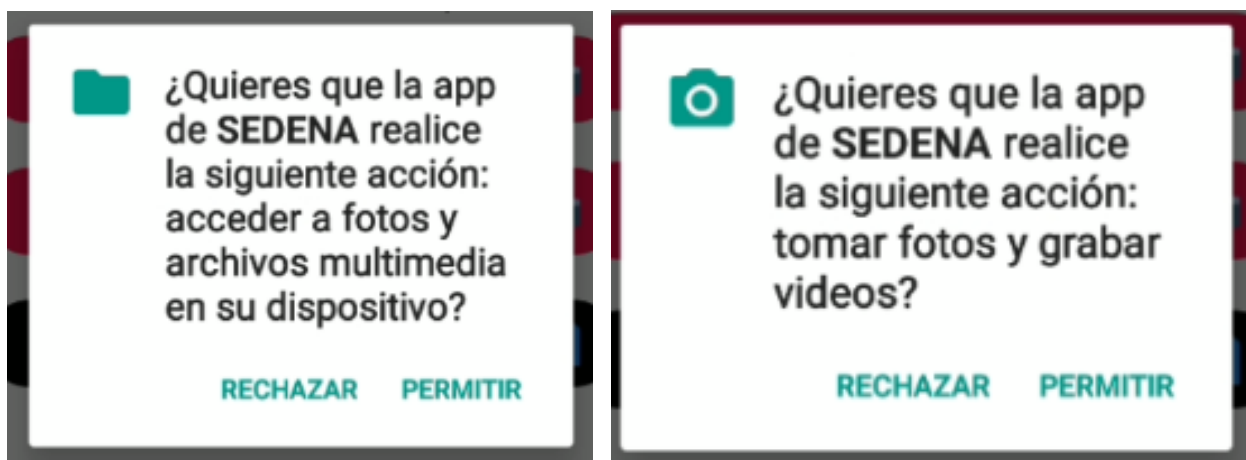 ¿Quieres que la app
de SEDENA realice
la siguiente acción:
acceder a fotos y
archivos multimedia
en su dispositivo?
RECHAZAR PERMITIR
¿Quieres que la app
de SEDENA realice
la siguiente acción:
tomar fotos y grabar
videos?
RECHAZAR PERMITIR